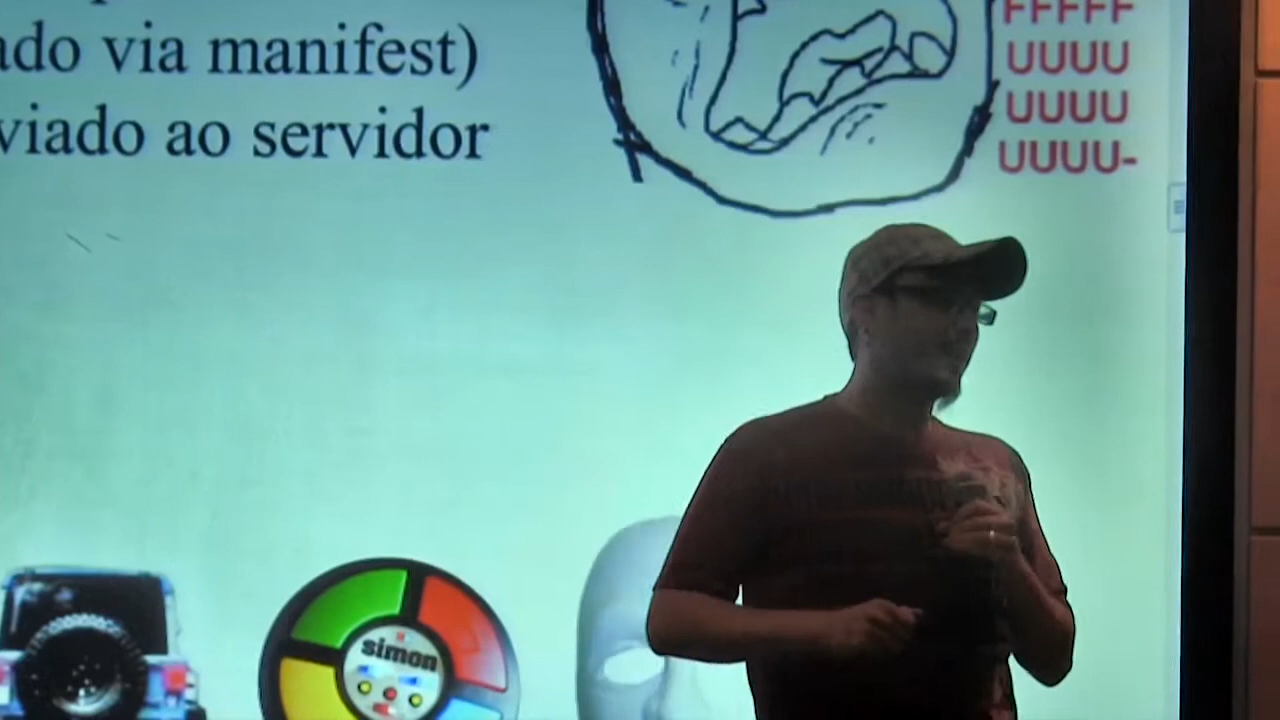 ado via manifest)
viado ao servidor
FFFFF
UUUU
UUUU
UUUU-
simon